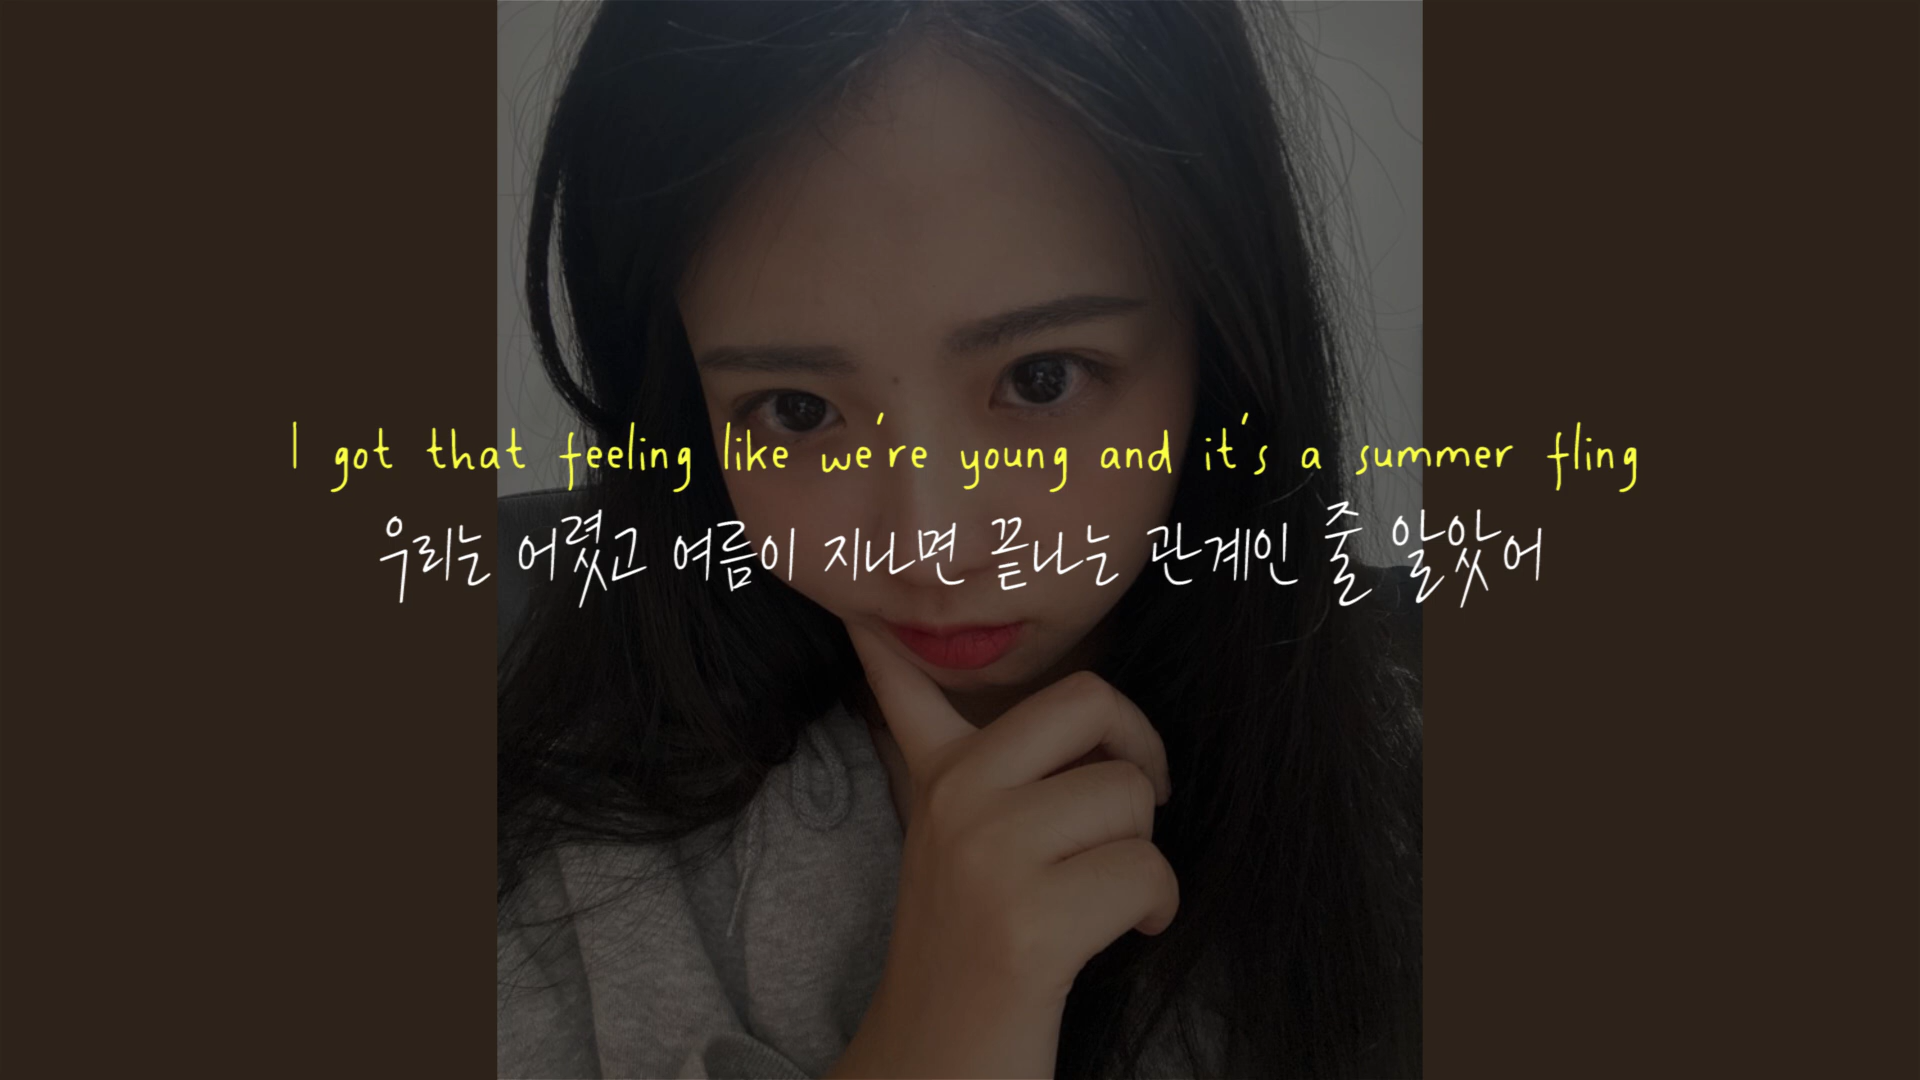 I got that feeling like we're young and it's a summer fling
우리는 어렸고 여름이 지나면 끝나는 관계인 줄 알았어